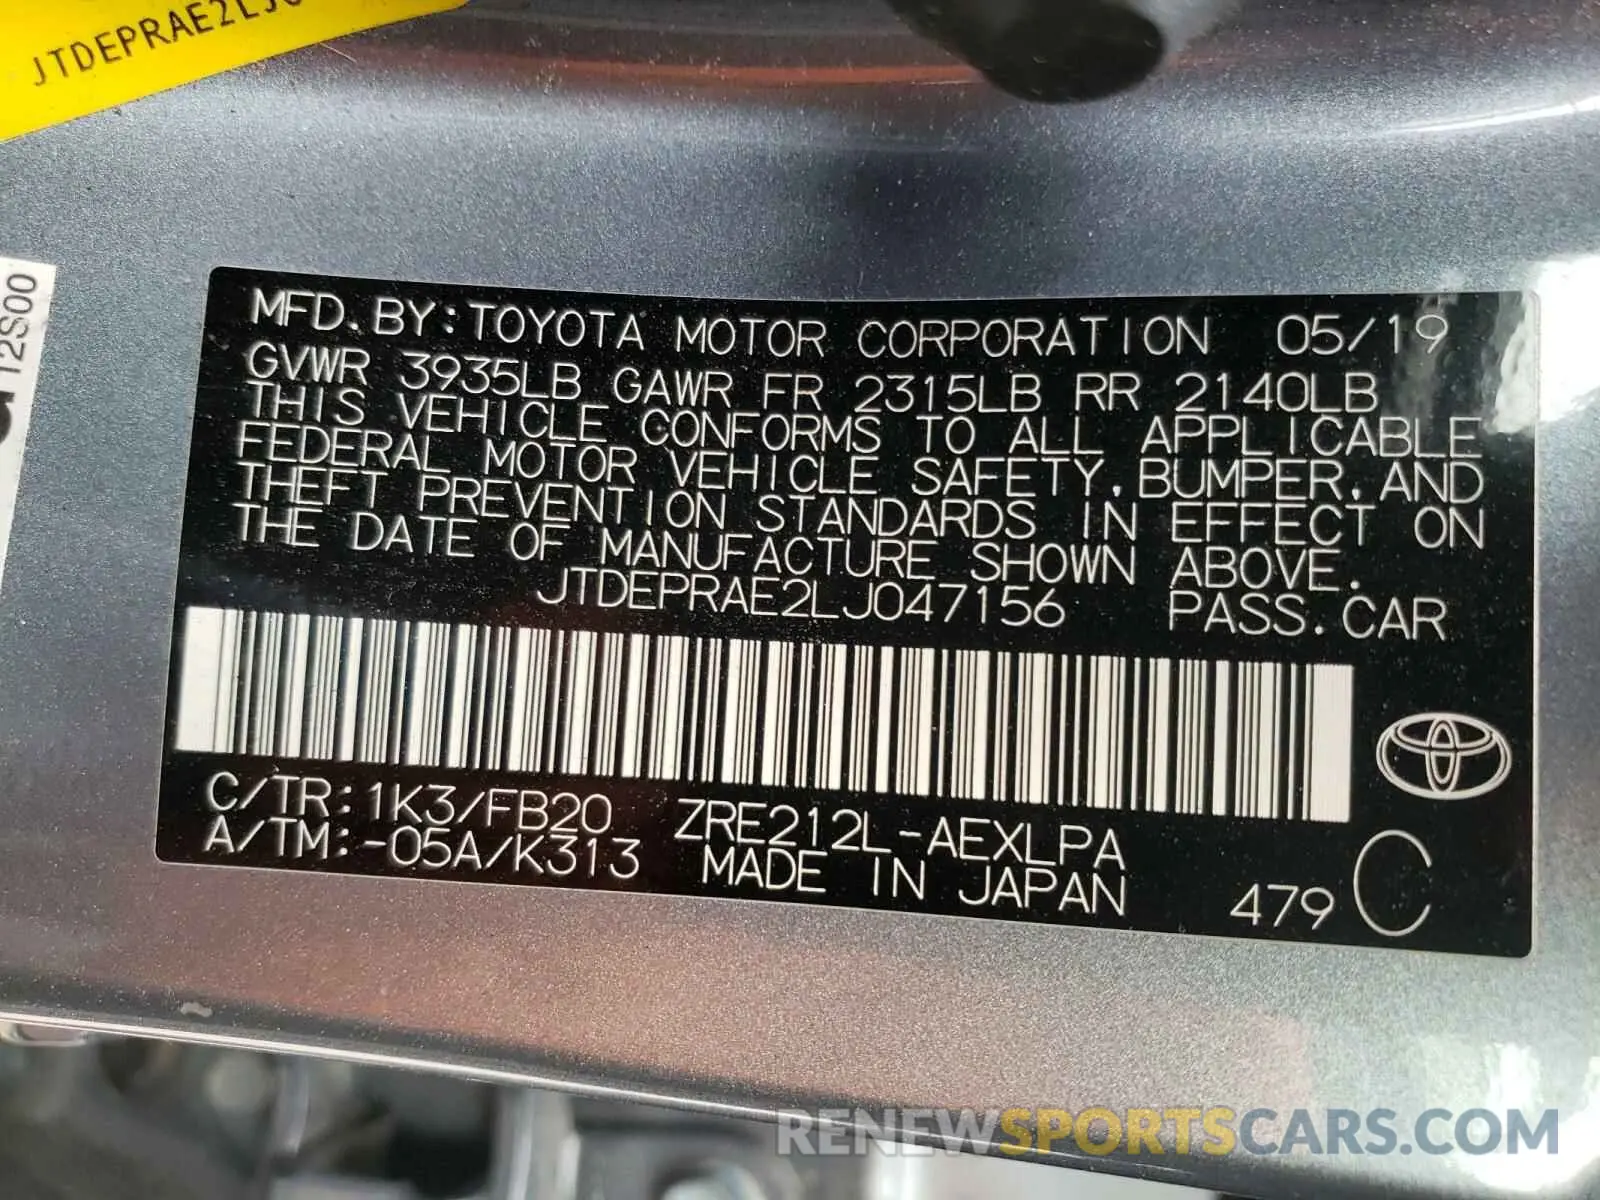 JTDEPRAE2LJ0
12S00
MFD. BY: TOYOTA MOTOR CORPORATION 05/19
GVWR 3935LB GAWR FR 2315LB RR 2140LB
THIS VEHICLE CONFORMS TO ALL APPLICABLE
FEDERAL MOTOR VEHICLE SAFETY, BUMPER, AND
THEFT PREVENTION STANDARDS IN EFFECT ON
THE DATE OF MANUFACTURE SHOWN ABOVE.
JTDEPRAE2LJ047156 PASS. CAR
C/TR: 1K3/FB20 ZRE212L-AEXLPA
A/TM: -05A/K313 MADE IN JAPAN 479 C
RENEWSPORTSCARS.COM